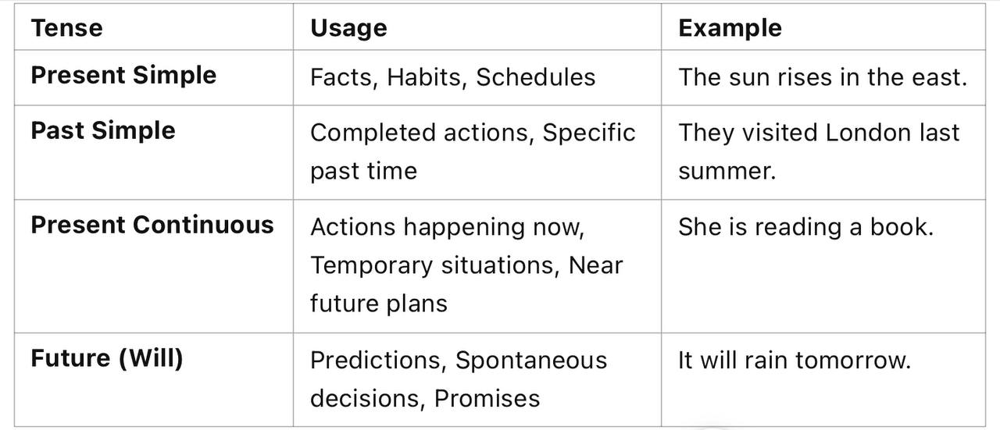 Tense Usage Example
Present Simple Facts, Habits, Schedules The sun rises in the east.
Past Simple Completed actions, Specific They visited London last
past time summer.
Present Continuous Actions happening now, She is reading a book.
Temporary situations, Near
future plans
Future (Will) Predictions, Spontaneous It will rain tomorrow.
decisions, Promises